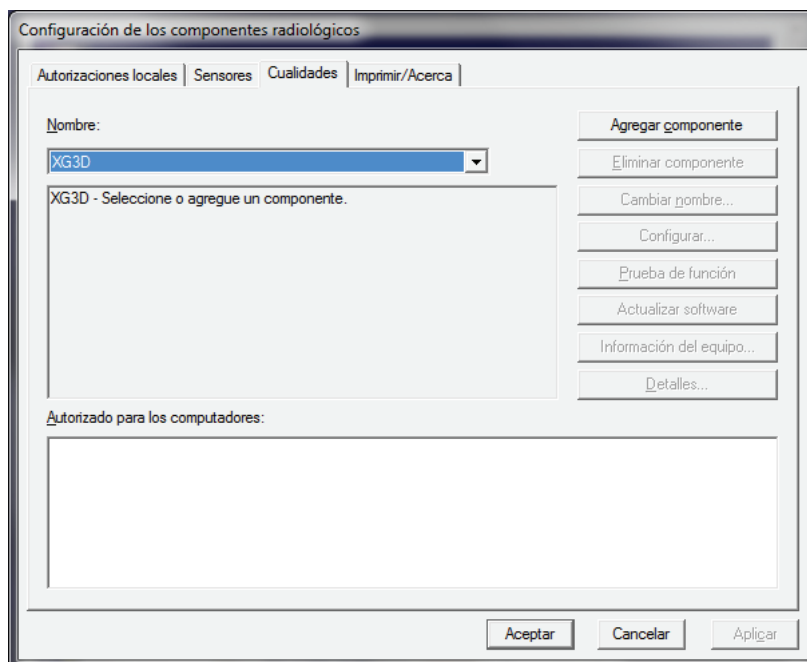 Configuración de los componentes radiológicos
Autorizaciones locales Sensores Cualidades Imprimir/Acerca
Nombre:
XG3D
XG3D - Seleccione o agregue un componente.
Agregar componente
Eliminar componente
Cambiar nombre...
Configurar...
Prueba de función
Actualizar software
Información del equipo...
Detalles...
Autorizado para los computadores:
Aceptar Cancelar Aplicar